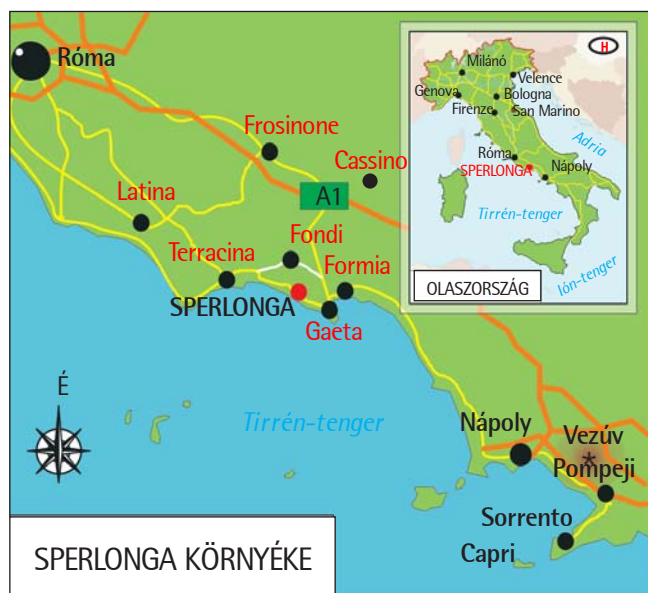 Róma
Frosinone
Cassino
A1
Latina
Fondi
Terracina
Formia
SPERLONGA
Gaeta
É
Tirrén-tenger
Nápoly
Vezúv
*
Pompeji
Sorrento
Capri
SPERLONGA KÖRNYÉKE
H
Milánó
Velence
Genova
Bologna
Firenze
San Marino
Adria
Róma
SPERLONGA
Nápoly
Tirrén-tenger
Ión-tenger
OLASZORSZÁG